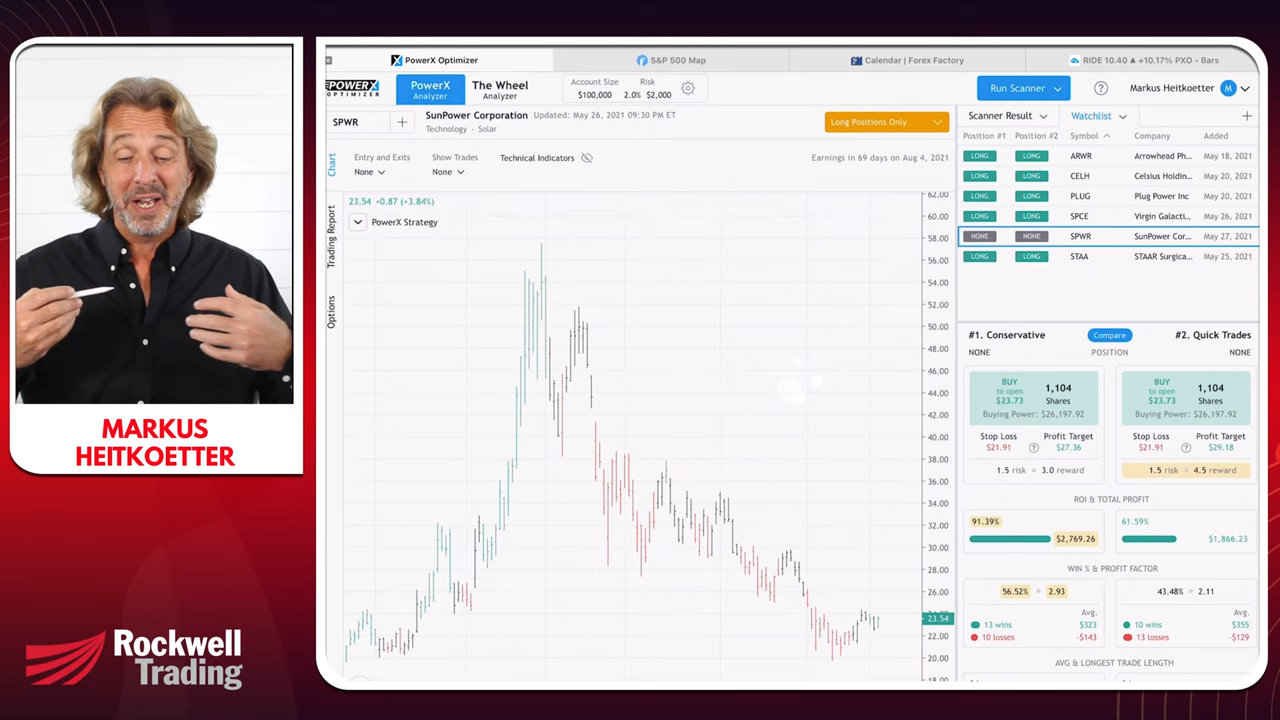 PowerX Optimizer
S&P 500 Map
Calendar | Forex Factory
RIDE 10.40 ▲ +10.17% PXO - Bars
POWERX
OPTIMIZER
PowerX
Analyzer
The Wheel
Analyzer
Account Size
$100,000
Risk
2.0% $2,000
Run Scanner
?
Markus Heitkoetter
M
SPWR
+
SunPower Corporation Updated: May 26, 2021 09:30 PM ET
Technology · Solar
Long Positions Only
Chart
Trading Report
Options
Entry and Exits
None
Show Trades
None
Technical Indicators
Earnings in 69 days on Aug 4, 2021
23.54 +0.87 (+3.84%)
PowerX Strategy
62.00
60.00
58.00
56.00
54.00
52.00
50.00
48.00
46.00
44.00
42.00
40.00
38.00
36.00
34.00
32.00
30.00
28.00
26.00
23.54
22.00
20.00
18.00
Scanner Result
Watchlist
+
Position #1 Position #2 Symbol Company Added
LONG LONG ARWR Arrowhead Ph... May 18, 2021
LONG LONG CELH Celsius Holdin... May 20, 2021
LONG LONG PLUG Plug Power Inc May 20, 2021
LONG LONG SPCE Virgin Galacti... May 26, 2021
NONE NONE SPWR SunPower Cor... May 27, 2021
LONG LONG STAA STAAR Surgica... May 25, 2021
#1. Conservative
Compare
#2. Quick Trades
NONE
POSITION
NONE
BUY
to open
$23.73
1,104
Shares
Buying Power: $26,197.92
Stop Loss
$21.91
?
Profit Target
$27.36
1.5 risk = 3.0 reward
BUY
to open
$23.73
1,104
Shares
Buying Power: $26,197.92
Stop Loss
$21.91
?
Profit Target
$29.18
1.5 risk = 4.5 reward
ROI & TOTAL PROFIT
91.39%
$2,769.26
61.59%
$1,866.23
WIN % & PROFIT FACTOR
56.52% 2.93
43.48% 2.11
Avg.
13 wins $323
10 losses -$143
Avg.
10 wins $355
13 losses -$129
AVG & LONGEST TRADE LENGTH
MARKUS
HEITKOETTER
Rockwell
Trading